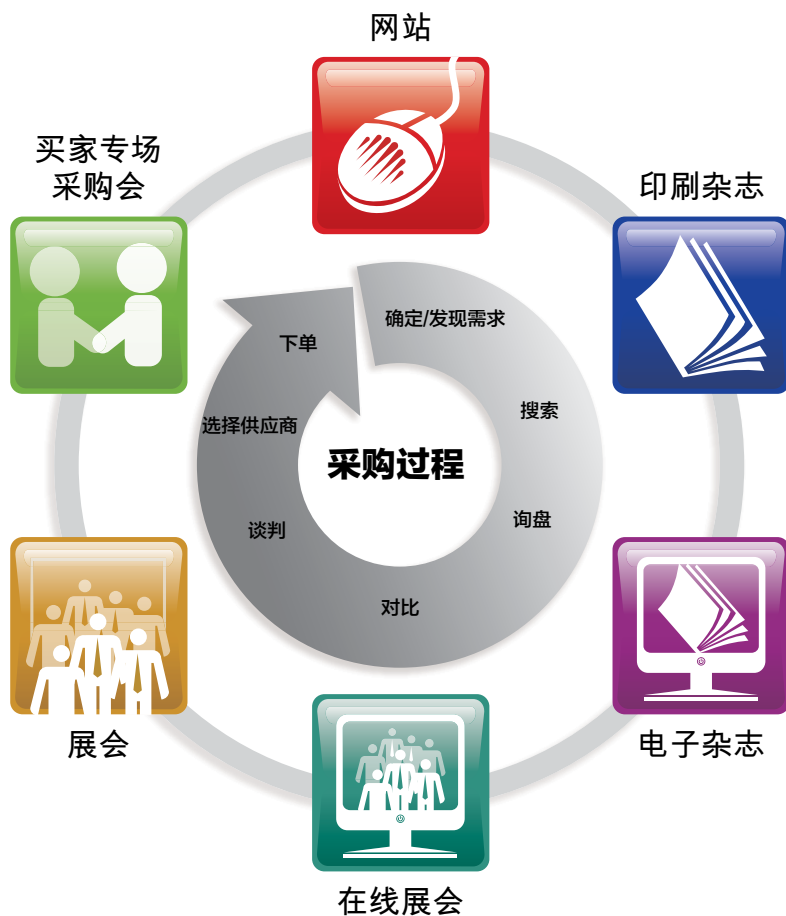 网站
买家专场
采购会
印刷杂志
确定/发现需求
下单
搜索
选择供应商
采购过程
询盘
谈判
对比
展会
电子杂志
在线展会